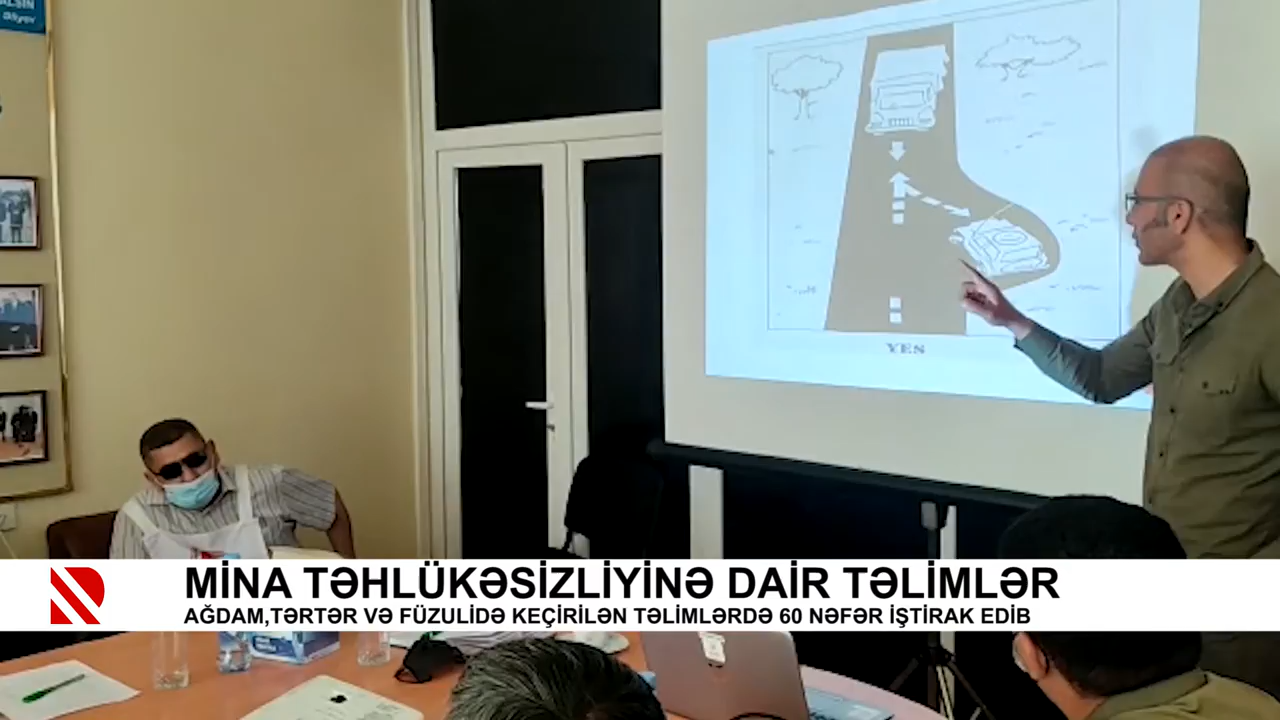 YES
MİNA TƏHLÜKƏSİZLİYİNƏ DAİR TƏLİMLƏR
AĞDAM,TƏRTƏR VƏ FÜZULİDƏ KEÇİRİLƏN TƏLİMLƏRDƏ 60 NƏFƏR İŞTİRAK EDİB